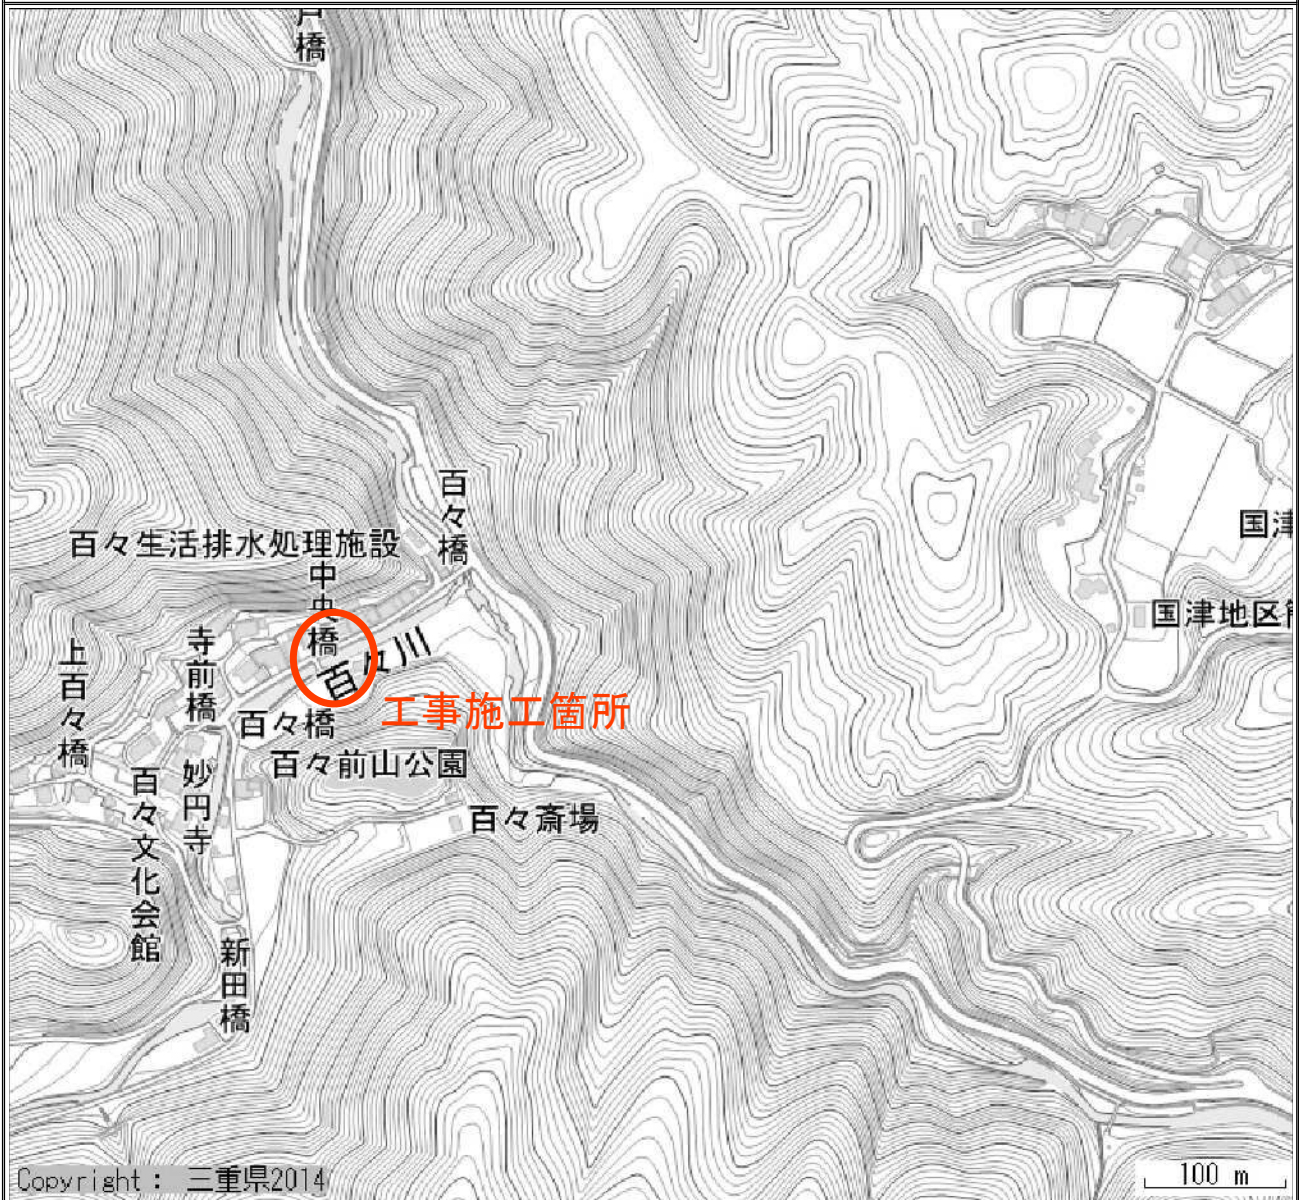 橋
百々橋
百々生活排水処理施設
中央橋
国津
国津地区
百々川
寺前橋
上百々橋
工事施工箇所
百々橋
百々前山公園
妙円寺
百々文化会館
百々斎場
新田橋
Copyright： 三重県2014
100 m